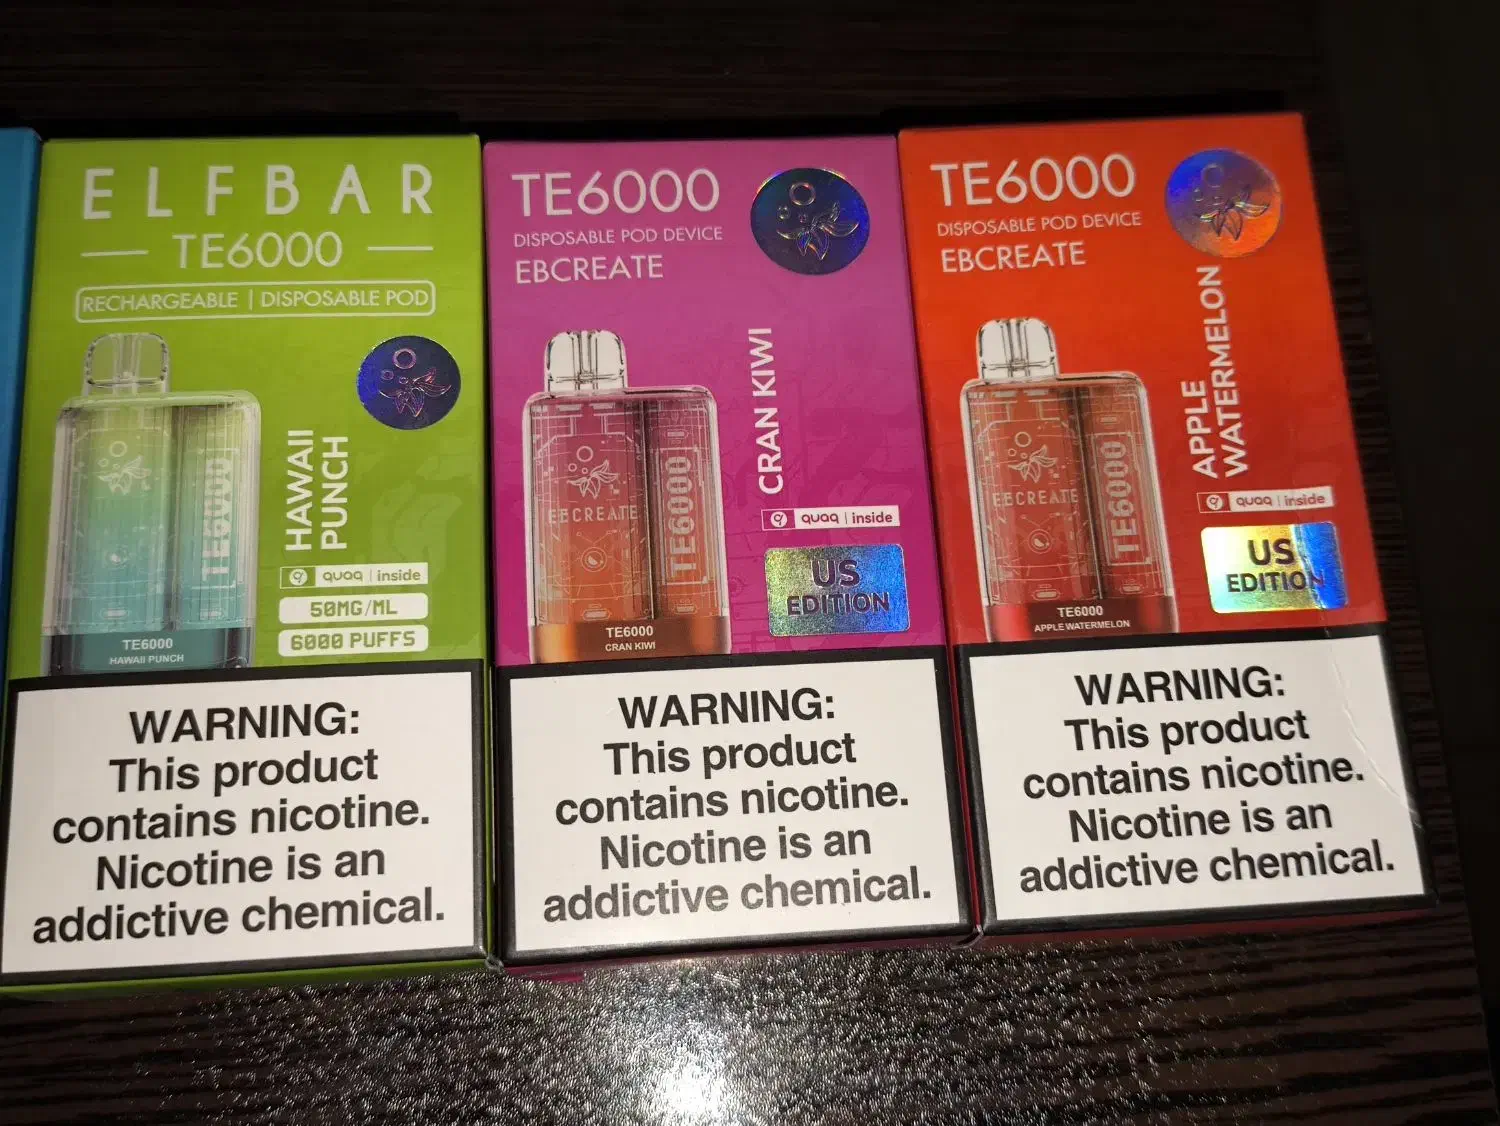 ELFBAR
TE6000
RECHARGEABLE | DISPOSABLE POD
HAWAII
PUNCH
TE6000
quaq | inside
50MG/ML
6000 PUFFS
TE6000
HAWAII PUNCH
WARNING:
This product
contains nicotine.
Nicotine is an
addictive chemical.
TE6000
DISPOSABLE POD DEVICE
EBCREATE
CRAN KIWI
EBCREATE
TE6000
quaq | inside
US
EDITION
TE6000
CRAN KIWI
WARNING:
This product
contains nicotine.
Nicotine is an
addictive chemical.
TE6000
DISPOSABLE POD DEVICE
EBCREATE
APPLE
WATERMELON
EBCREATE
TE6000
quaq | inside
US
EDITION
TE6000
APPLE WATERMELON
WARNING:
This product
contains nicotine.
Nicotine is an
addictive chemical.